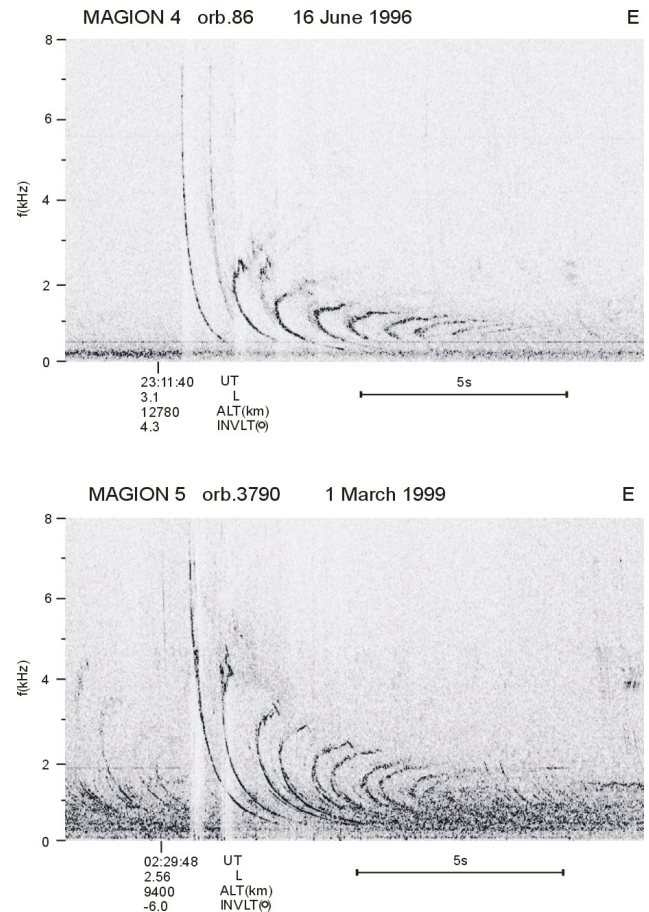 MAGION 4 orb.86 16 June 1996 E
8
6
4
2
0
f(kHz)
23:11:40 UT
3.1 L
12780 ALT(km)
4.3 INVLT(o)
5s
MAGION 5 orb.3790 1 March 1999 E
8
6
4
2
0
f(kHz)
02:29:48 UT
2.56 L
9400 ALT(km)
-6.0 INVLT(o)
5s